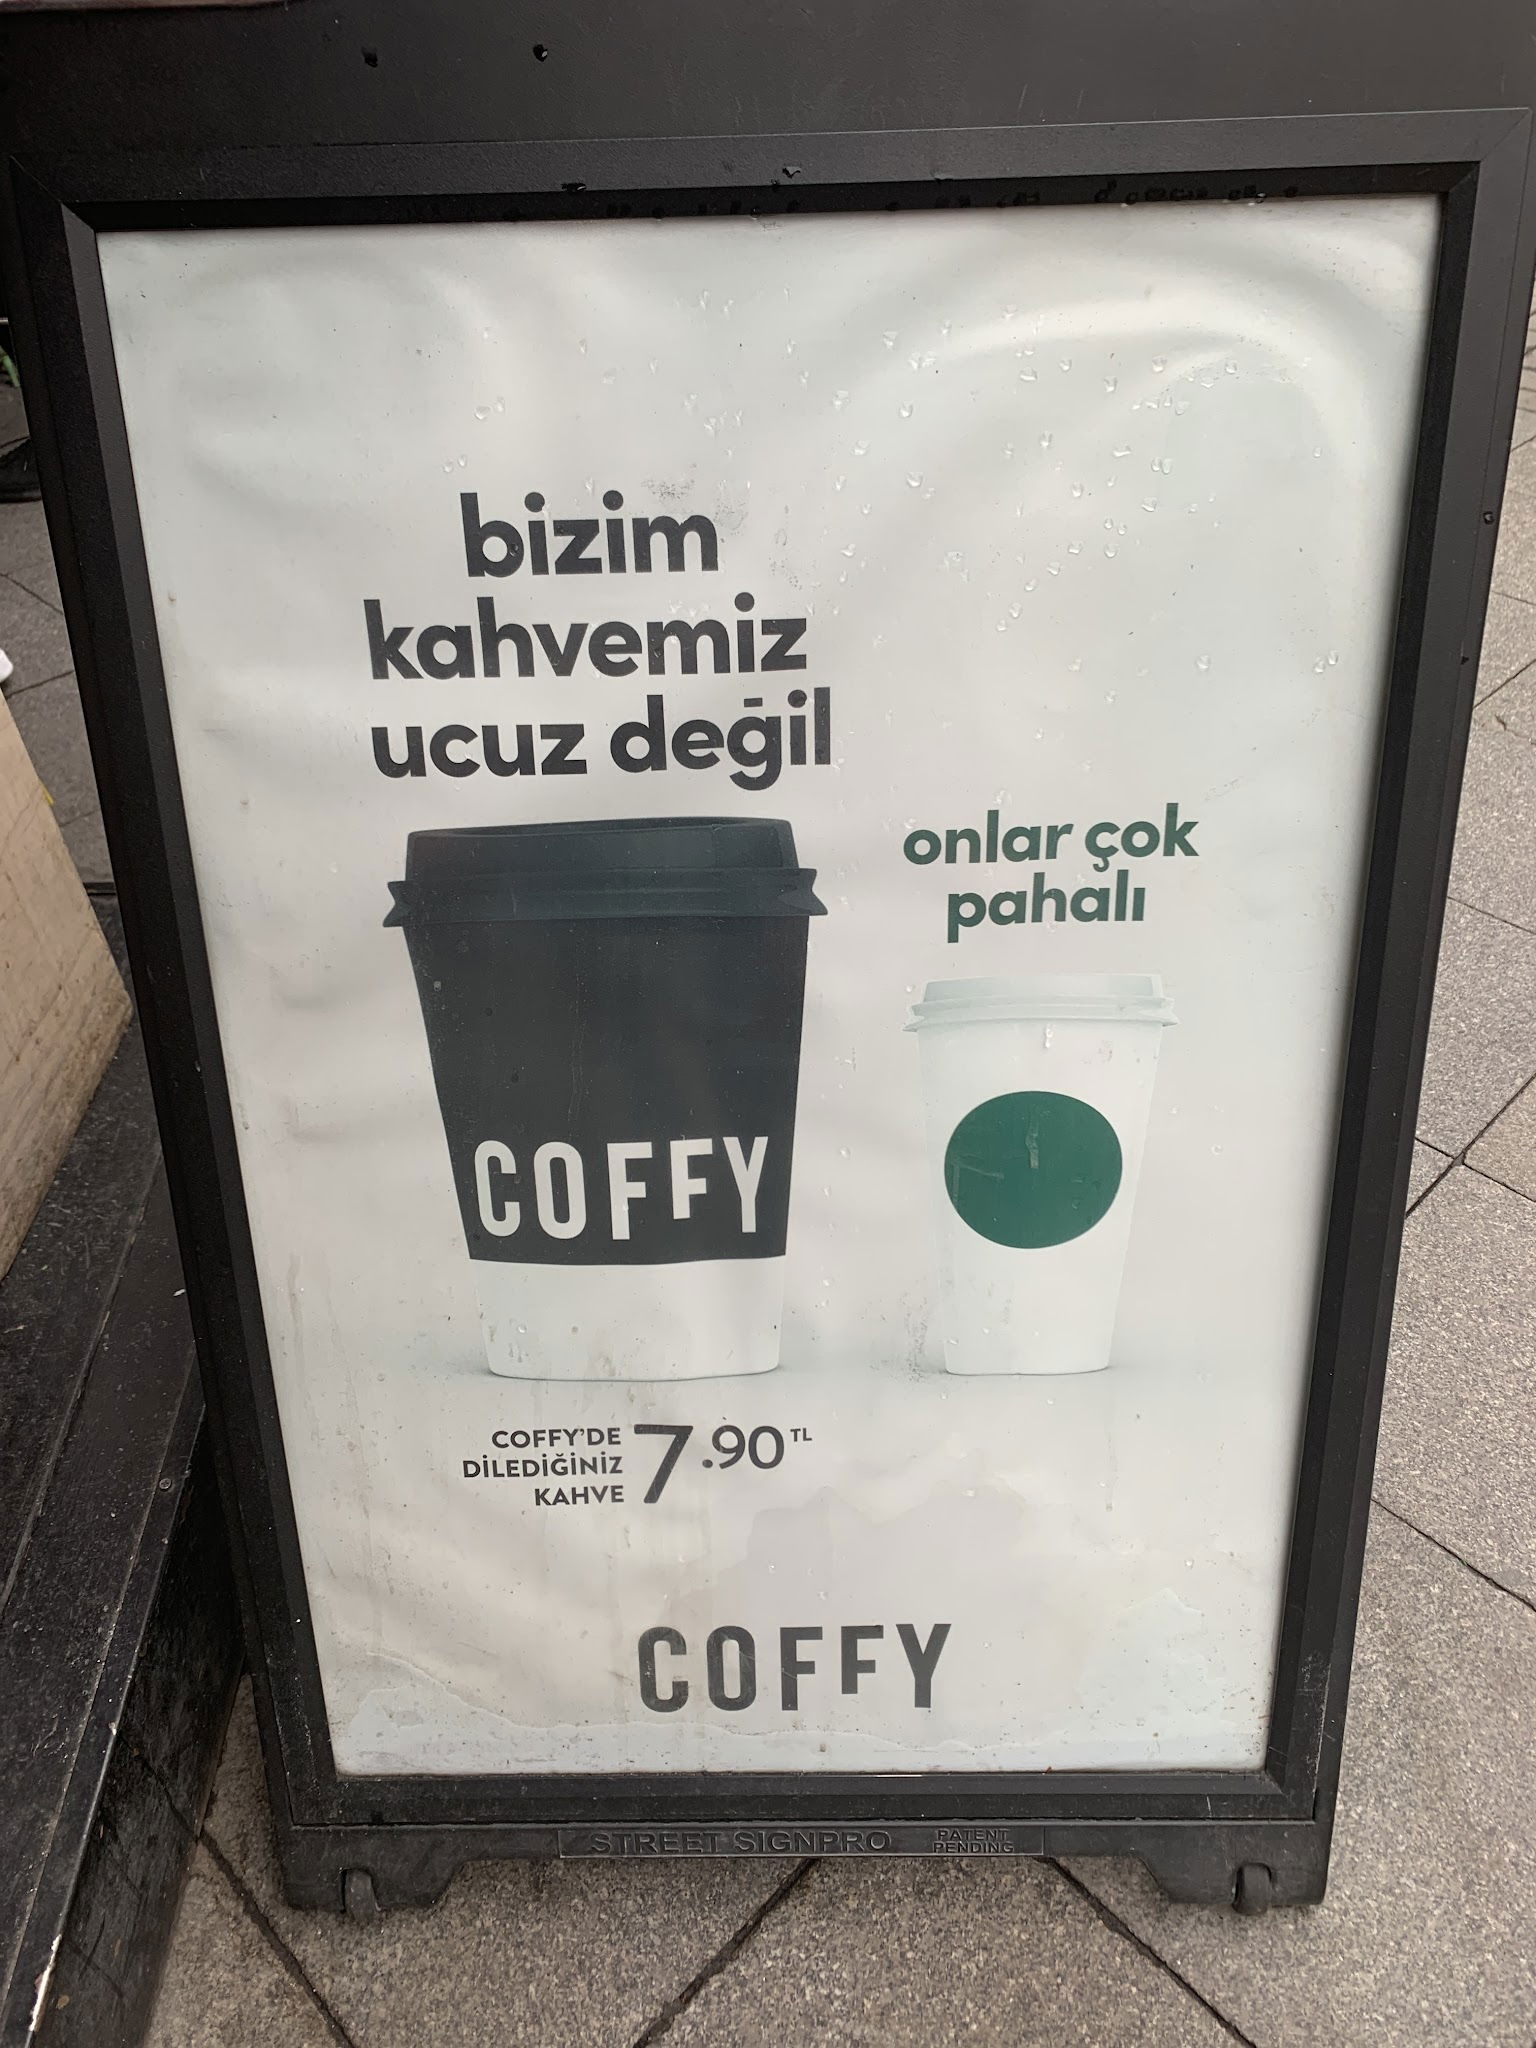 bizim
kahvemiz
ucuz değil
onlar çok
pahalı
COFFY
COFFY'DE
DİLEDİĞİNİZ
KAHVE
7.90 TL
COFFY
STREET SIGNPRO
PATENT
PENDING